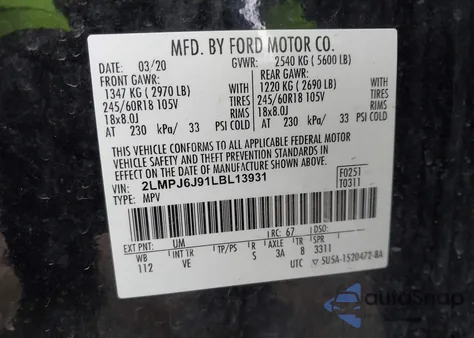 MFD. BY FORD MOTOR CO.
DATE: 03/20 GVWR: 2540 KG ( 5600 LB)
FRONT GAWR: REAR GAWR:
1347 KG ( 2970 LB) WITH 1220 KG ( 2690 LB) WITH
245/60R18 105V TIRES 245/60R18 105V TIRES
18x8.0J RIMS 18x8.0J RIMS
AT 230 kPa/ 33 PSI COLD AT 230 kPa/ 33 PSI COLD
THIS VEHICLE CONFORMS TO ALL APPLICABLE FEDERAL MOTOR
VEHICLE SAFETY AND THEFT PREVENTION STANDARDS IN EFFECT ON THE
DATE OF MANUFACTURE SHOWN ABOVE.
VIN: 2LMPJ6J91LBL13931 F0251
TYPE: MPV T0311
EXT PNT: UM RC: 67 DSO:
WB INT TR TP/PS R AXLE TR SPR
112 VE S 3A 8 3311
UTC 5U5A-1520472-BA
AutoSnap